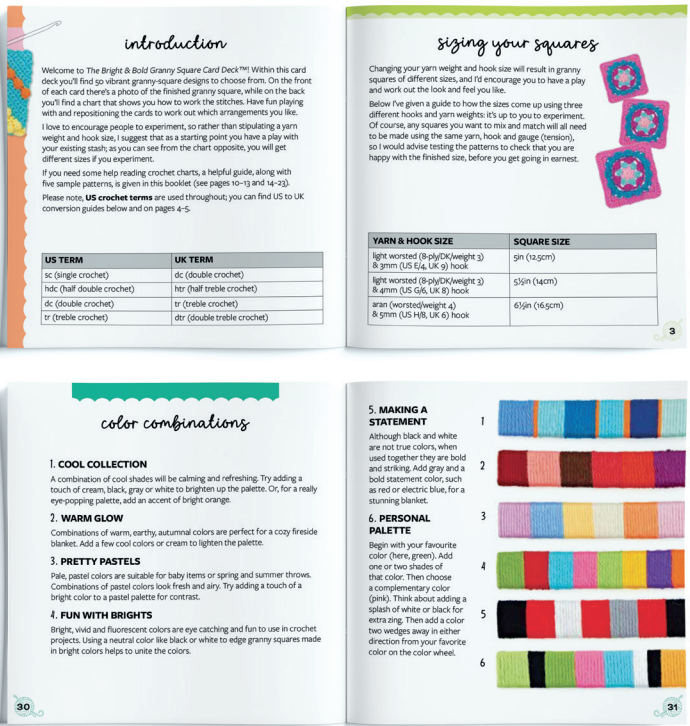 introduction
Welcome to The Bright & Bold Granny Square Card Deck™! Within this card
deck you'll find 50 vibrant granny-square designs to choose from. On the front
of each card there's a photo of the finished granny square, while on the back
you'll find a chart that shows you how to work the stitches. Have fun playing
with and repositioning the cards to work out which arrangements you like.
I love to encourage people to experiment, so rather than stipulating a yarn
weight and hook size, I suggest that as a starting point you have a play with
your existing stash; as you can see from the chart opposite, you will get
different sizes if you experiment.
If you need some help reading crochet charts, a helpful guide, along with
five sample patterns, is given in this booklet (see pages 10–13 and 14–23).
Please note, US crochet terms are used throughout; you can find US to UK
conversion guides below and on pages 4–5.
US TERM UK TERM
sc (single crochet) dc (double crochet)
hdc (half double crochet) htr (half treble crochet)
dc (double crochet) tr (treble crochet)
tr (treble crochet) dtr (double treble crochet)
sizing your squares
Changing your yarn weight and hook size will result in granny
squares of different sizes, and I'd encourage you to have a play
and work out the look and feel you like.
Below I've given a guide to how the sizes come up using three
different hooks and yarn weights: it's up to you to experiment.
Of course, any squares you want to mix and match will all need
to be made using the same yarn, hook and gauge (tension),
so I would advise testing the patterns to check that you are
happy with the finished size, before you get going in earnest.
YARN & HOOK SIZE SQUARE SIZE
light worsted (8-ply/DK/weight 3) 5in (12.5cm)
& 3mm (US E/4, UK 9) hook
light worsted (8-ply/DK/weight 3) 5½in (14cm)
& 4mm (US G/6, UK 8) hook
aran (worsted/weight 4) 6½in (16.5cm)
& 5mm (US H/8, UK 6) hook
3
color combinations
1. COOL COLLECTION
A combination of cool shades will be calming and refreshing. Try adding a
touch of cream, black, gray or white to brighten up the palette. Or, for a really
eye-popping palette, add an accent of bright orange.
2. WARM GLOW
Combinations of warm, earthy, autumnal colors are perfect for a cozy fireside
blanket. Add a few cool colors or cream to lighten the palette.
3. PRETTY PASTELS
Pale, pastel colors are suitable for baby items or spring and summer throws.
Combinations of pastel colors look fresh and airy. Try adding a touch of a
bright color to a pastel palette for contrast.
4. FUN WITH BRIGHTS
Bright, vivid and fluorescent colors are eye catching and fun to use in crochet
projects. Using a neutral color like black or white to edge granny squares made
in bright colors helps to unite the colors.
30
5. MAKING A
STATEMENT
Although black and white
are not true colors, when
used together they are bold
and striking. Add gray and a
bold statement color, such
as red or electric blue, for a
stunning blanket.
6. PERSONAL
PALETTE
Begin with your favourite
color (here, green). Add
one or two shades of
that color. Then choose
a complementary color
(pink). Think about adding a
splash of white or black for
extra zing. Then add a color
two wedges away in either
direction from your favorite
color on the color wheel.
1
2
3
4
5
6
31